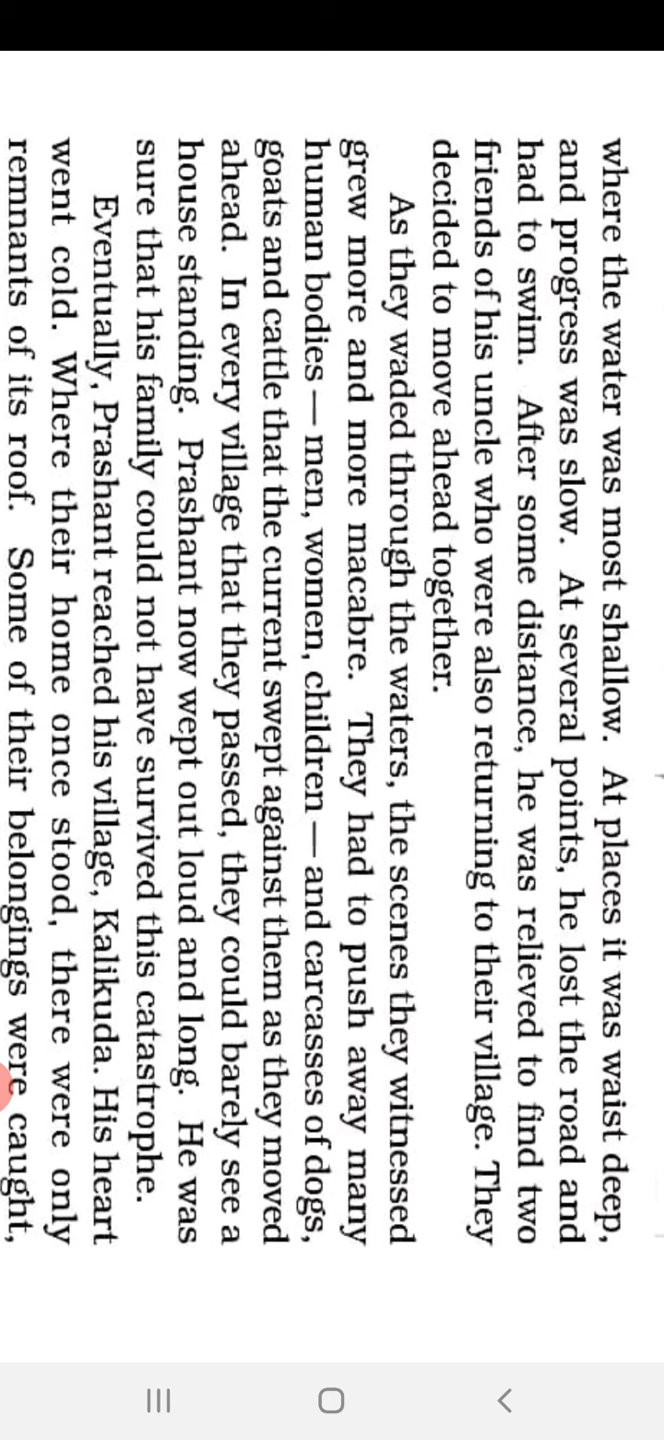 where the water was most shallow. At places it was waist deep,
and progress was slow. At several points, he lost the road and
had to swim. After some distance, he was relieved to find two
friends of his uncle who were also returning to their village. They
decided to move ahead together.
As they waded through the waters, the scenes they witnessed
grew more and more macabre. They had to push away many
human bodies — men, women, children — and carcasses of dogs,
goats and cattle that the current swept against them as they moved
ahead. In every village that they passed, they could barely see a
house standing. Prashant now wept out loud and long. He was
sure that his family could not have survived this catastrophe.
Eventually, Prashant reached his village, Kalikuda. His heart
went cold. Where their home once stood, there were only
remnants of its roof. Some of their belongings were caught,